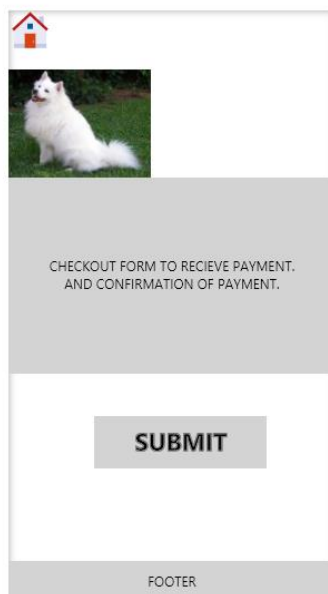 CHECKOUT FORM TO RECIEVE PAYMENT.
AND CONFIRMATION OF PAYMENT.
SUBMIT
FOOTER